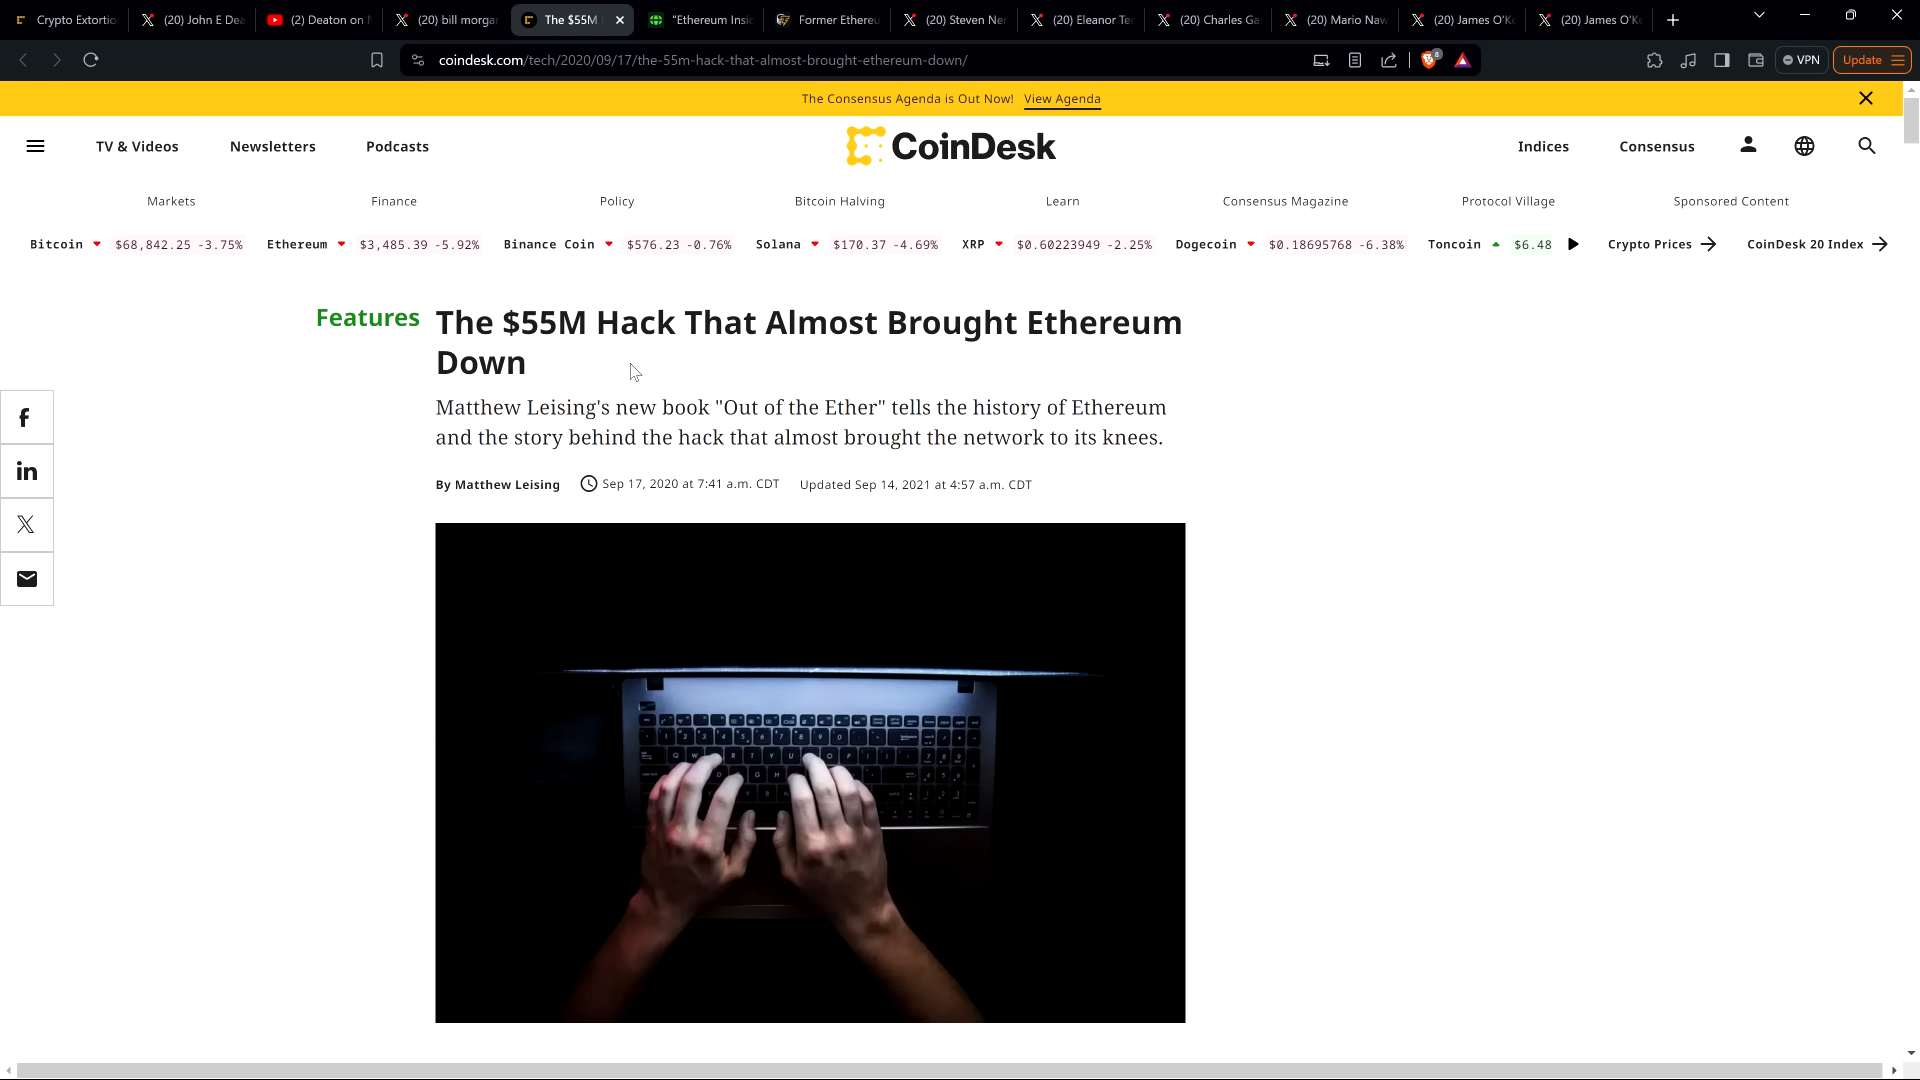 Crypto Extortio
(20) John E Dea
(2) Deaton on N
(20) bill morgan
The $55M
"Ethereum Insid
Former Ethereu
(20) Steven Ner
(20) Eleanor Ter
(20) Charles Ga
(20) Mario Naw
(20) James O'Ke
(20) James O'Ke
coindesk.com/tech/2020/09/17/the-55m-hack-that-almost-brought-ethereum-down/
8
VPN
Update
The Consensus Agenda is Out Now! View Agenda
TV & Videos Newsletters Podcasts CoinDesk Indices Consensus
Markets Finance Policy Bitcoin Halving Learn Consensus Magazine Protocol Village Sponsored Content
Bitcoin $68,842.25 -3.75% Ethereum $3,485.39 -5.92% Binance Coin $576.23 -0.76% Solana $170.37 -4.69% XRP $0.60223949 -2.25% Dogecoin $0.18695768 -6.38% Toncoin $6.48 Crypto Prices CoinDesk 20 Index
Features
The $55M Hack That Almost Brought Ethereum
Down
Matthew Leising's new book "Out of the Ether" tells the history of Ethereum
and the story behind the hack that almost brought the network to its knees.
By Matthew Leising Sep 17, 2020 at 7:41 a.m. CDT Updated Sep 14, 2021 at 4:57 a.m. CDT